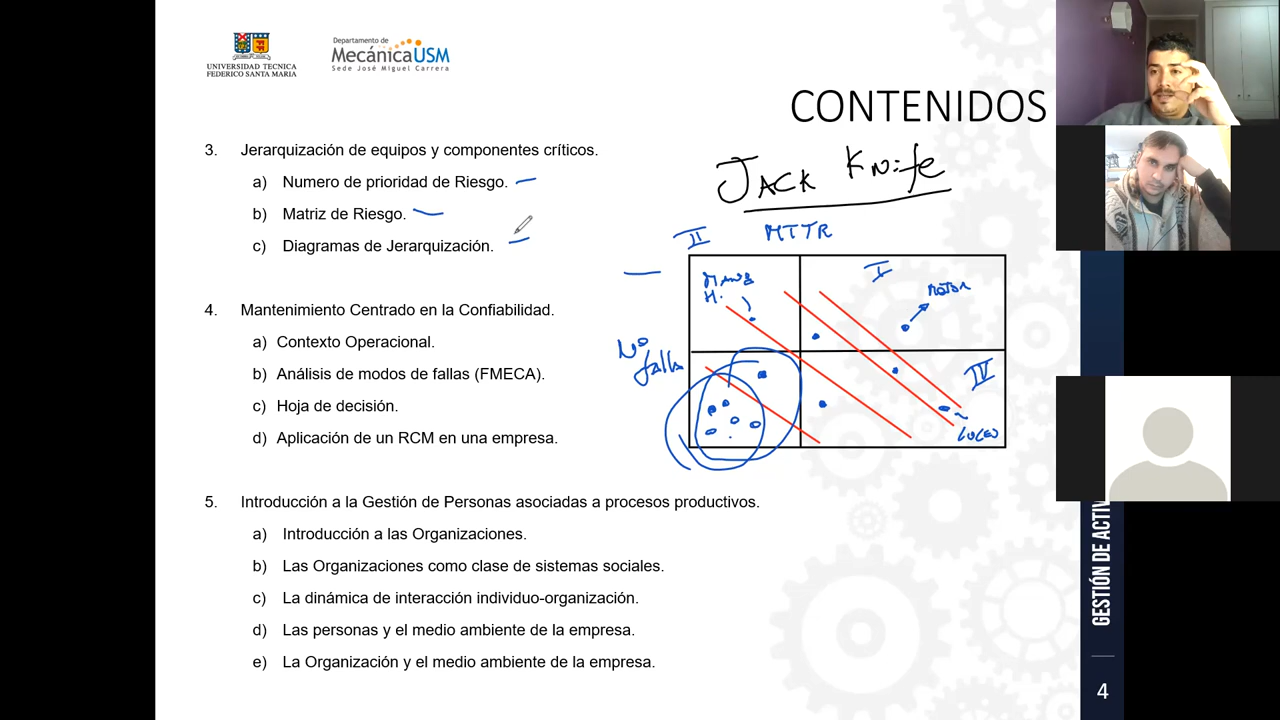 UNIVERSIDAD TECNICA
FEDERICO SANTA MARIA
Departamento de
MecánicaUSM
Sede José Miguel Carrera
CONTENIDOS
3. Jerarquización de equipos y componentes críticos.
a) Numero de prioridad de Riesgo.
b) Matriz de Riesgo.
c) Diagramas de Jerarquización.
4. Mantenimiento Centrado en la Confiabilidad.
a) Contexto Operacional.
b) Análisis de modos de fallas (FMECA).
c) Hoja de decisión.
d) Aplicación de un RCM en una empresa.
5. Introducción a la Gestión de Personas asociadas a procesos productivos.
a) Introducción a las Organizaciones.
b) Las Organizaciones como clase de sistemas sociales.
c) La dinámica de interacción individuo-organización.
d) Las personas y el medio ambiente de la empresa.
e) La Organización y el medio ambiente de la empresa.
JACK Knife
MTTR
II
I
H.
MOTOR
Nº
falla
IV
LUCES
GESTIÓN DE ACTIV
4